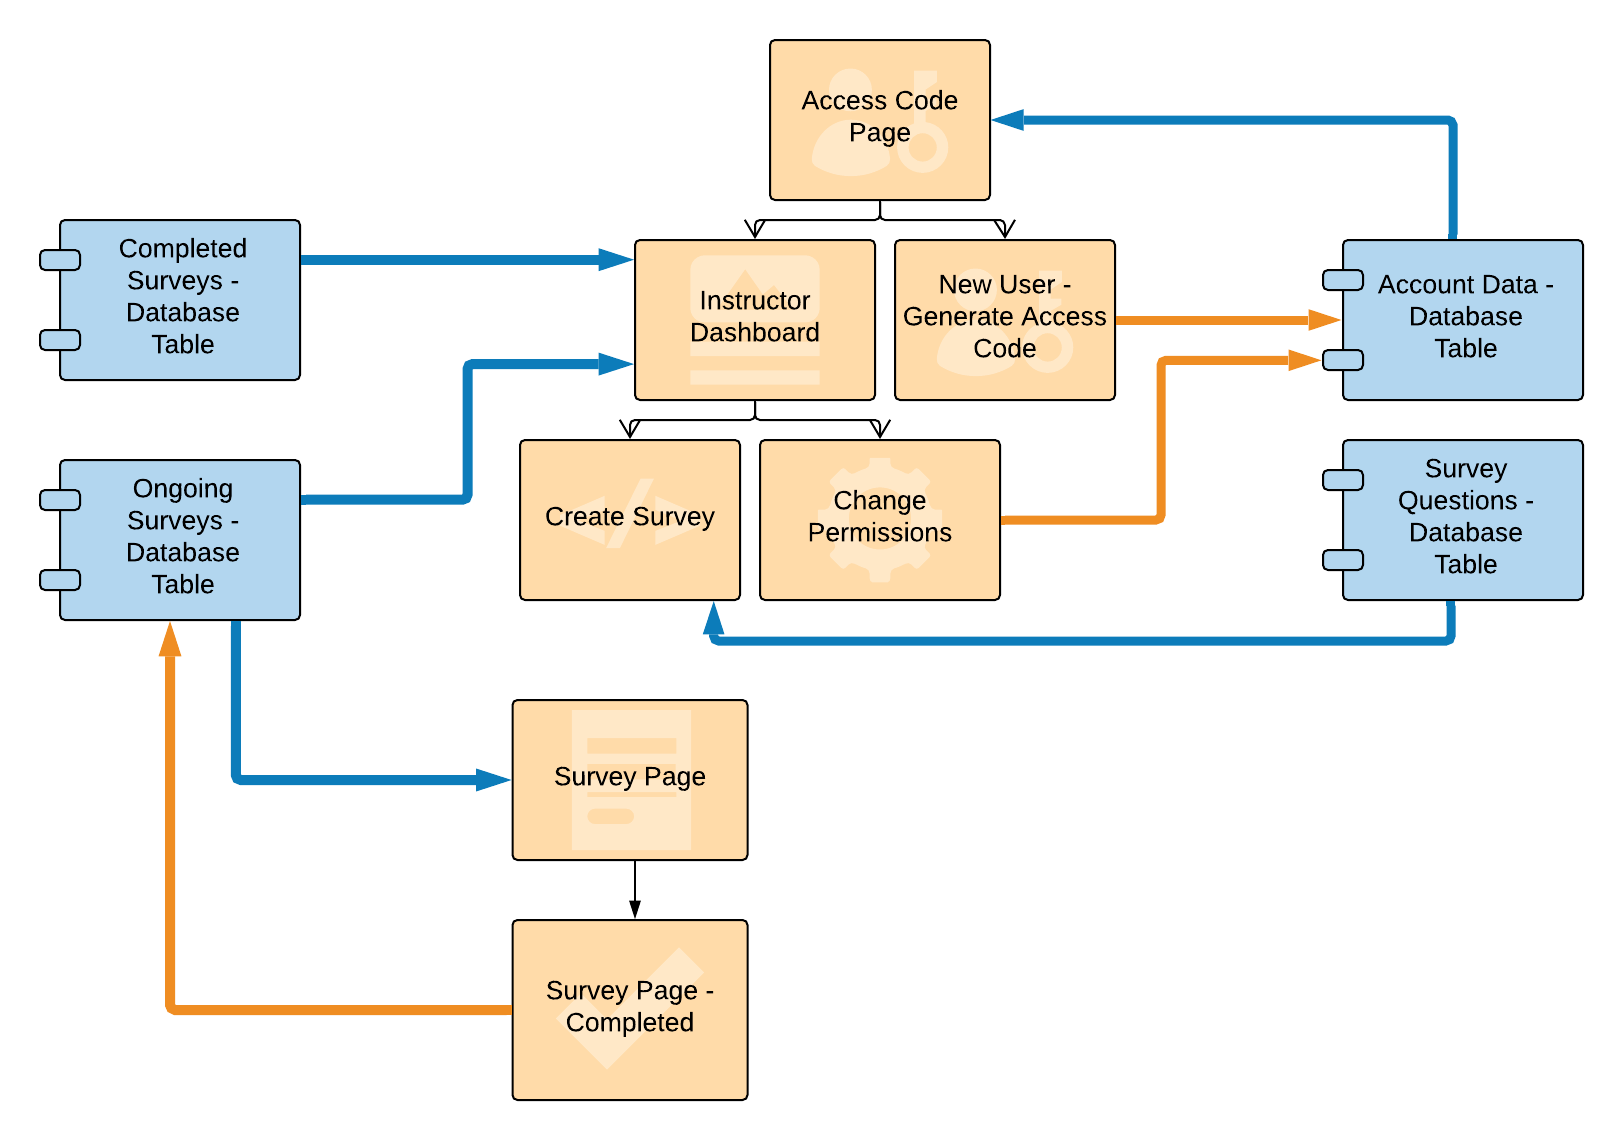 Access Code
Page
Completed
Surveys -
Database
Table
Instructor
Dashboard
New User -
Generate Access
Code
Account Data -
Database
Table
Ongoing
Surveys -
Database
Table
Create Survey
Change
Permissions
Survey
Questions -
Database
Table
Survey Page
Survey Page -
Completed